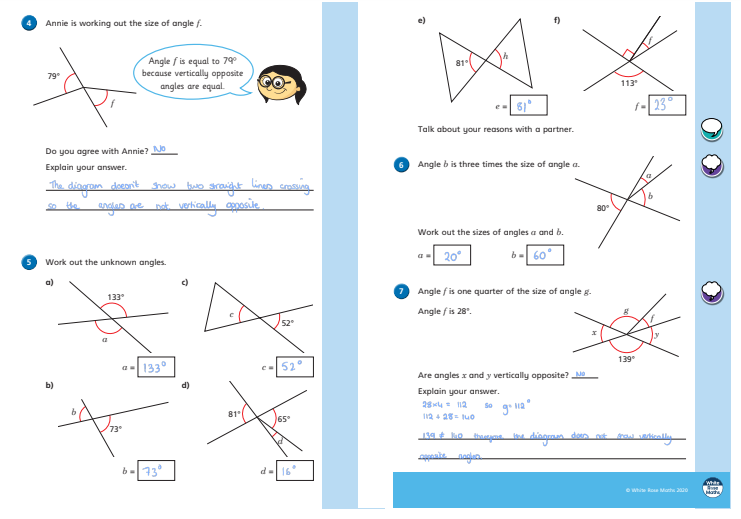 4
Annie is working out the size of angle f.
79°
f
Angle f is equal to 79°
because vertically opposite
angles are equal.
Do you agree with Annie? No
Explain your answer.
The diagram doesn't show two straight lines crossing
so the angles are not vertically opposite.
5
Work out the unknown angles.
a)
133°
a
a = 133°
c)
c
52°
c = 52°
b)
b
73°
b = 73°
d)
81°
65°
d
d = 16°
e)
81°
h
e = 81°
f)
f
113°
f = 23°
Talk about your reasons with a partner.
6
Angle b is three times the size of angle a.
a
b
80°
Work out the sizes of angles a and b.
a = 20°
b = 60°
7
Angle f is one quarter of the size of angle g.
Angle f is 28°.
g
f
x
y
139°
Are angles x and y vertically opposite? No
Explain your answer.
28×4 = 112 so g = 112°
112 + 28 = 140
139 ≠ 140 therefore the diagram does not show vertically
opposite angles
© White Rose Maths 2020
White
Rose
Maths